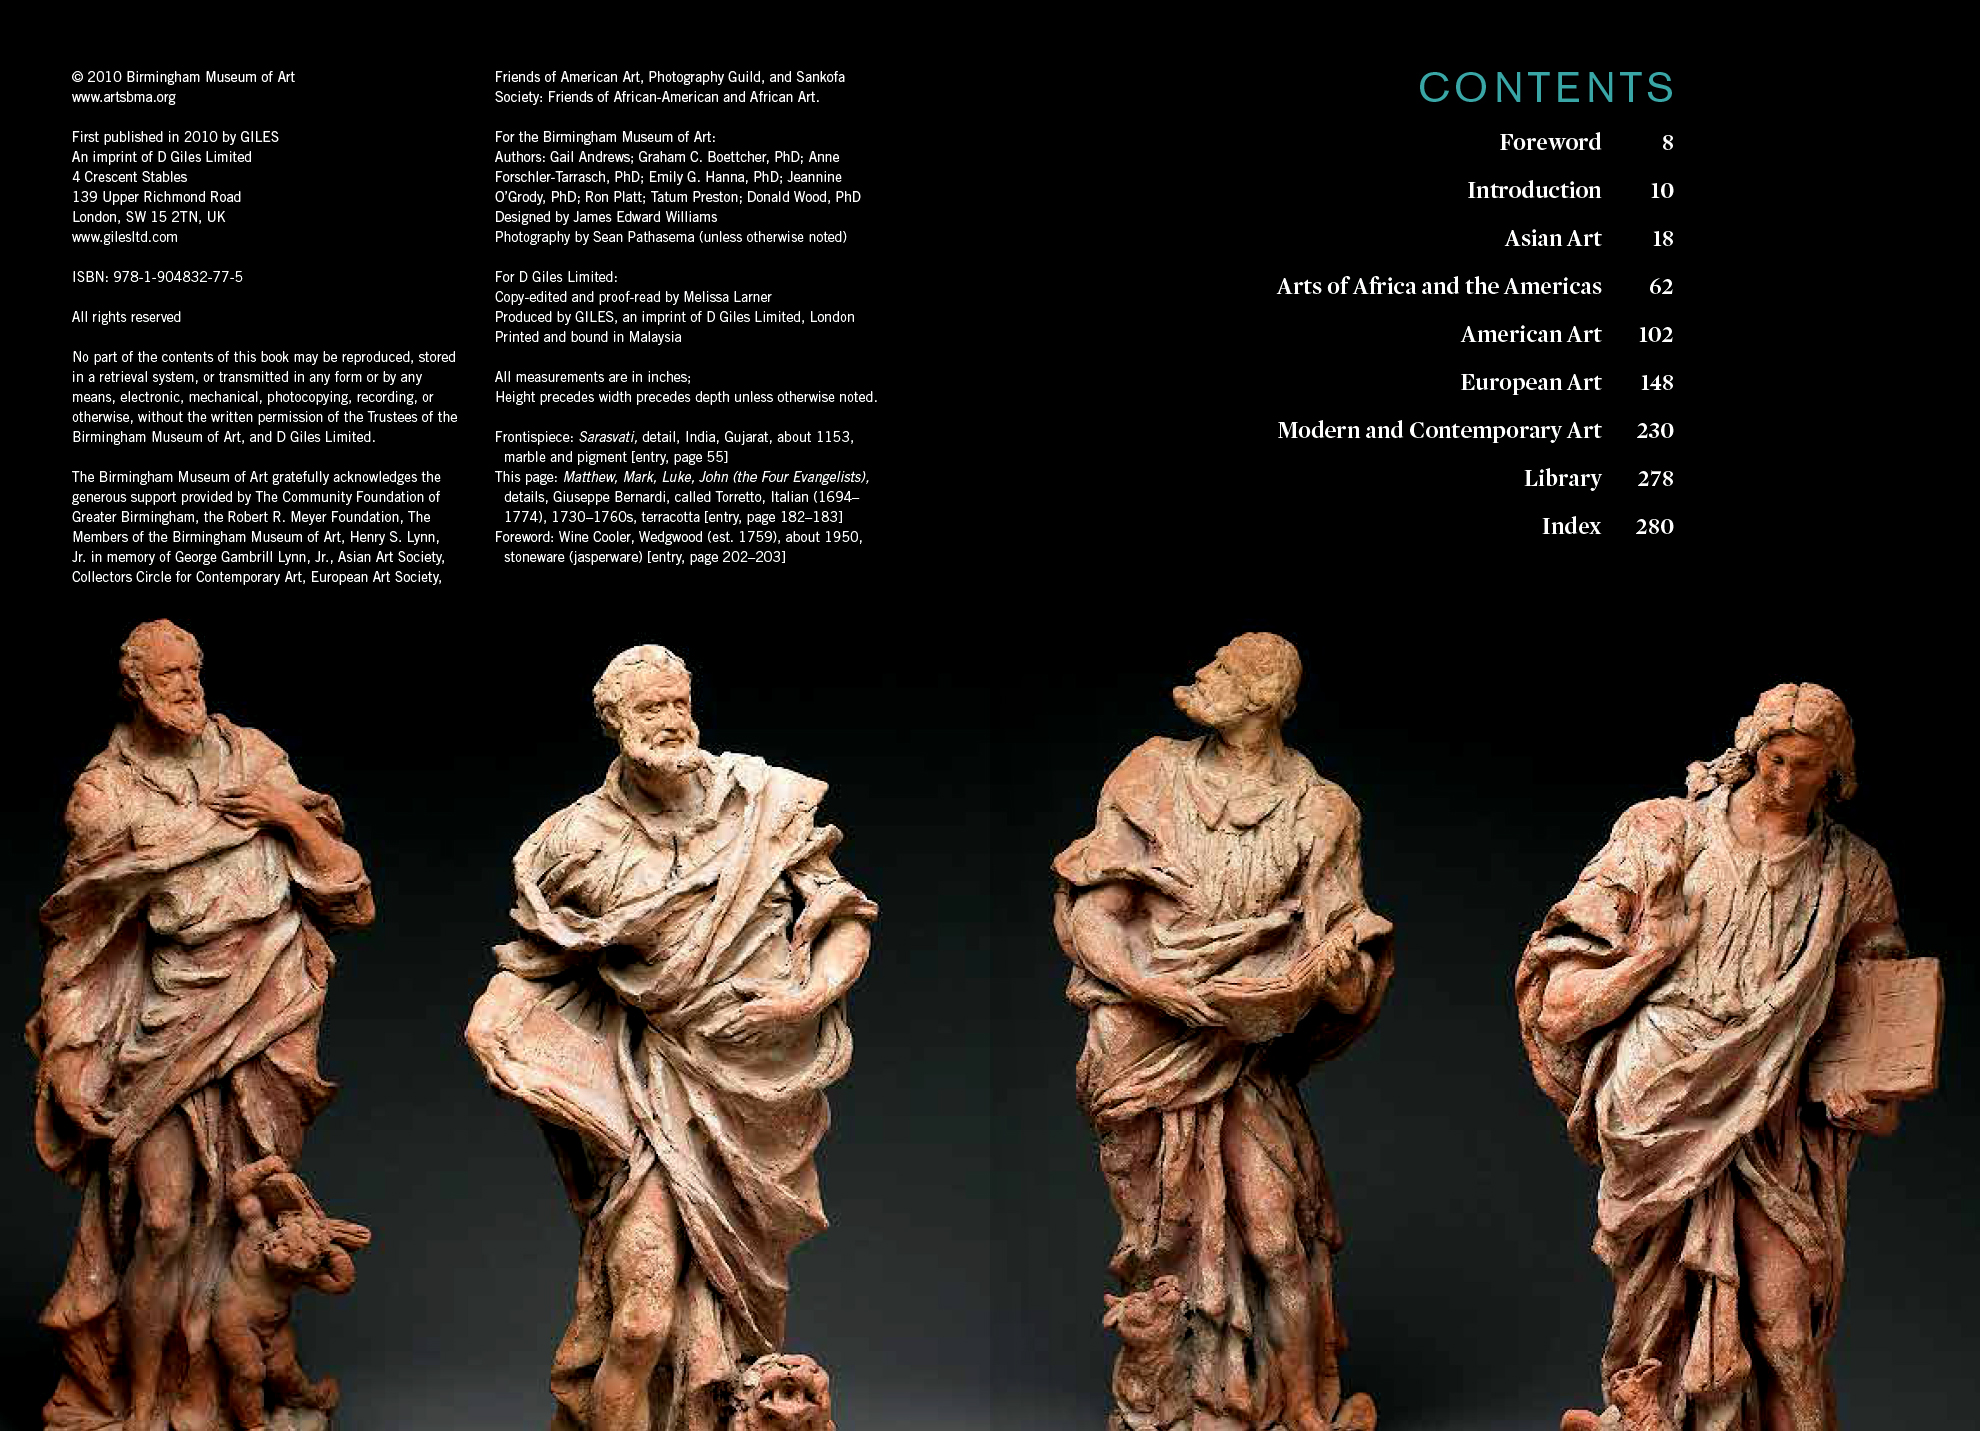 © 2010 Birmingham Museum of Art
www.artsbma.org
First published in 2010 by GILES
An imprint of D Giles Limited
4 Crescent Stables
139 Upper Richmond Road
London, SW 15 2TN, UK
www.gilesltd.com
ISBN: 978-1-904832-77-5
All rights reserved
No part of the contents of this book may be reproduced, stored
in a retrieval system, or transmitted in any form or by any
means, electronic, mechanical, photocopying, recording, or
otherwise, without the written permission of the Trustees of the
Birmingham Museum of Art, and D Giles Limited.
The Birmingham Museum of Art gratefully acknowledges the
generous support provided by The Community Foundation of
Greater Birmingham, the Robert R. Meyer Foundation, The
Members of the Birmingham Museum of Art, Henry S. Lynn,
Jr. in memory of George Gambrill Lynn, Jr., Asian Art Society,
Collectors Circle for Contemporary Art, European Art Society,
Friends of American Art, Photography Guild, and Sankofa
Society: Friends of African-American and African Art.
For the Birmingham Museum of Art:
Authors: Gail Andrews; Graham C. Boettcher, PhD; Anne
Forschler-Tarrasch, PhD; Emily G. Hanna, PhD; Jeannine
O'Grody, PhD; Ron Platt; Tatum Preston; Donald Wood, PhD
Designed by James Edward Williams
Photography by Sean Pathasema (unless otherwise noted)
For D Giles Limited:
Copy-edited and proof-read by Melissa Larner
Produced by GILES, an imprint of D Giles Limited, London
Printed and bound in Malaysia
All measurements are in inches;
Height precedes width precedes depth unless otherwise noted.
Frontispiece: Sarasvati, detail, India, Gujarat, about 1153,
marble and pigment [entry, page 55]
This page: Matthew, Mark, Luke, John (the Four Evangelists),
details, Giuseppe Bernardi, called Torretto, Italian (1694–
1774), 1730–1760s, terracotta [entry, page 182–183]
Foreword: Wine Cooler, Wedgwood (est. 1759), about 1950,
stoneware (jasperware) [entry, page 202–203]
CONTENTS
Foreword 8
Introduction 10
Asian Art 18
Arts of Africa and the Americas 62
American Art 102
European Art 148
Modern and Contemporary Art 230
Library 278
Index 280